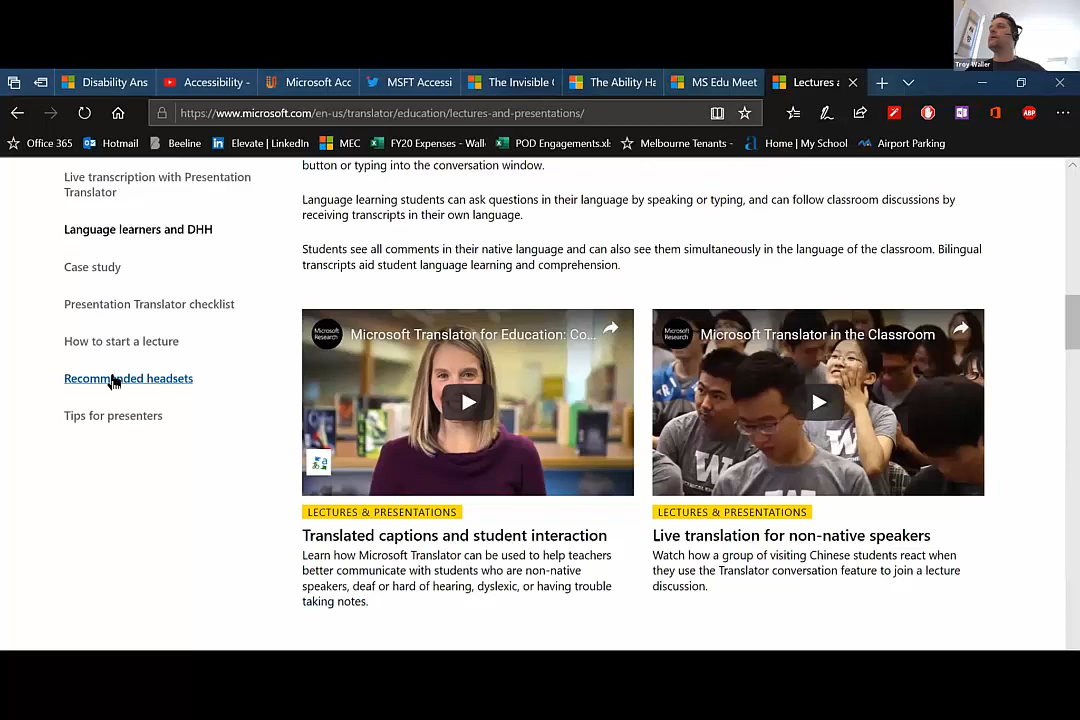 Troy Waller
Disability Ans
Accessibility -
Microsoft Acc
MSFT Accessi
The Invisible (
The Ability Ha
MS Edu Meet
Lectures a
https://www.microsoft.com/en-us/translator/education/lectures-and-presentations/
ABP
Office 365
Hotmail
Beeline
Elevate | LinkedIn
MEC
FY20 Expenses - Walle
POD Engagements.xls
Melbourne Tenants -
Home | My School
Airport Parking
button or typing into the conversation window.
Live transcription with Presentation
Translator
Language learners and DHH
Case study
Presentation Translator checklist
How to start a lecture
Recommended headsets
Tips for presenters
Language learning students can ask questions in their language by speaking or typing, and can follow classroom discussions by
receiving transcripts in their own language.
Students see all comments in their native language and can also see them simultaneously in the language of the classroom. Bilingual
transcripts aid student language learning and comprehension.
Microsoft
Research
Microsoft Translator for Education: Co...
LECTURES & PRESENTATIONS
Translated captions and student interaction
Learn how Microsoft Translator can be used to help teachers
better communicate with students who are non-native
speakers, deaf or hard of hearing, dyslexic, or having trouble
taking notes.
Microsoft
Research
Microsoft Translator in the Classroom
W
W
W
LECTURES & PRESENTATIONS
Live translation for non-native speakers
Watch how a group of visiting Chinese students react when
they use the Translator conversation feature to join a lecture
discussion.